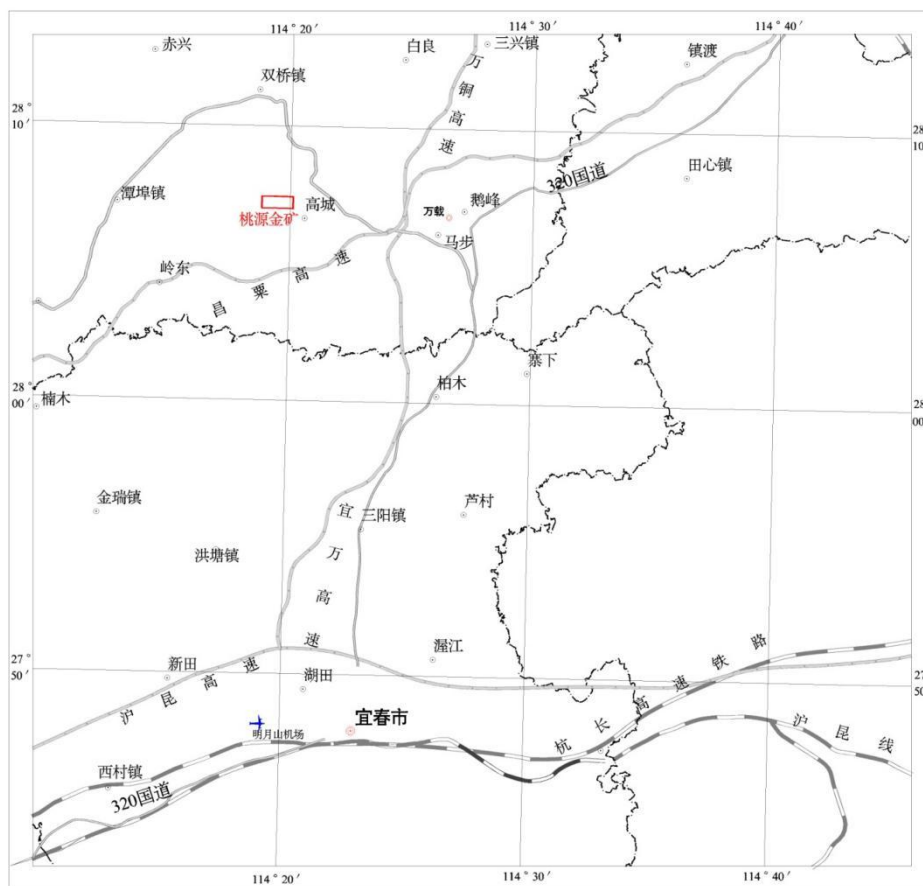 114° 20′
114° 30′
114° 40′
赤兴
白良
三兴镇
镇渡
双桥镇
万铜高速
28° 10′
28° 10′
潭埠镇
320国道
田心镇
桃源金矿
高城
万载
鹅峰
马步
岭东
昌栗高速
寨下
柏木
28° 00′
28° 00′
楠木
金瑞镇
宜万高速
三阳镇
芦村
洪塘镇
渥江
27° 50′
27° 50′
新田
湖田
沪昆高速
杭长高速铁路
沪昆线
宜春市
明月山机场
西村镇
320国道
114° 20′
114° 30′
114° 40′